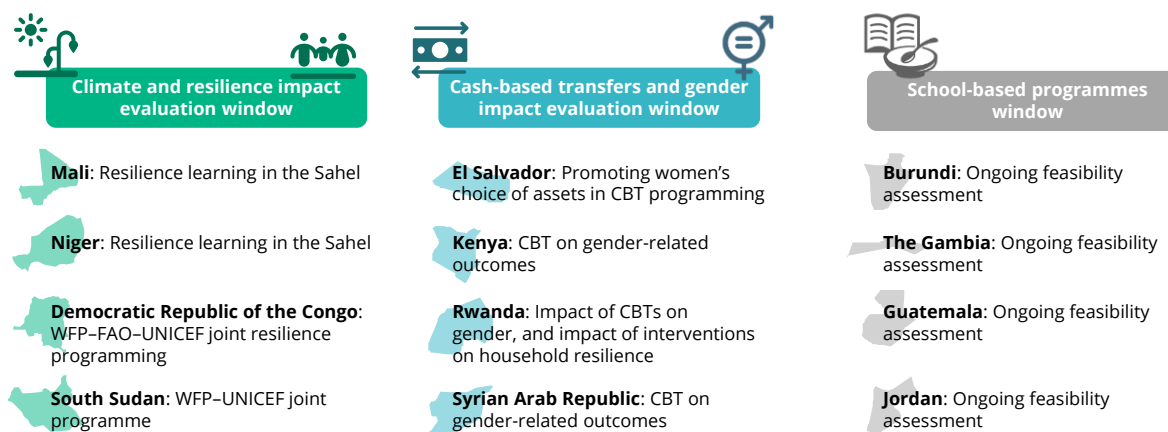 Climate and resilience impact
evaluation window
Mali: Resilience learning in the Sahel
Niger: Resilience learning in the Sahel
Democratic Republic of the Congo:
WFP–FAO–UNICEF joint resilience
programming
South Sudan: WFP–UNICEF joint
programme
Cash-based transfers and gender
impact evaluation window
El Salvador: Promoting women’s
choice of assets in CBT programming
Kenya: CBT on gender-related
outcomes
Rwanda: Impact of CBTs on
gender, and impact of interventions
on household resilience
Syrian Arab Republic: CBT on
gender-related outcomes
School-based programmes
window
Burundi: Ongoing feasibility
assessment
The Gambia: Ongoing feasibility
assessment
Guatemala: Ongoing feasibility
assessment
Jordan: Ongoing feasibility
assessment